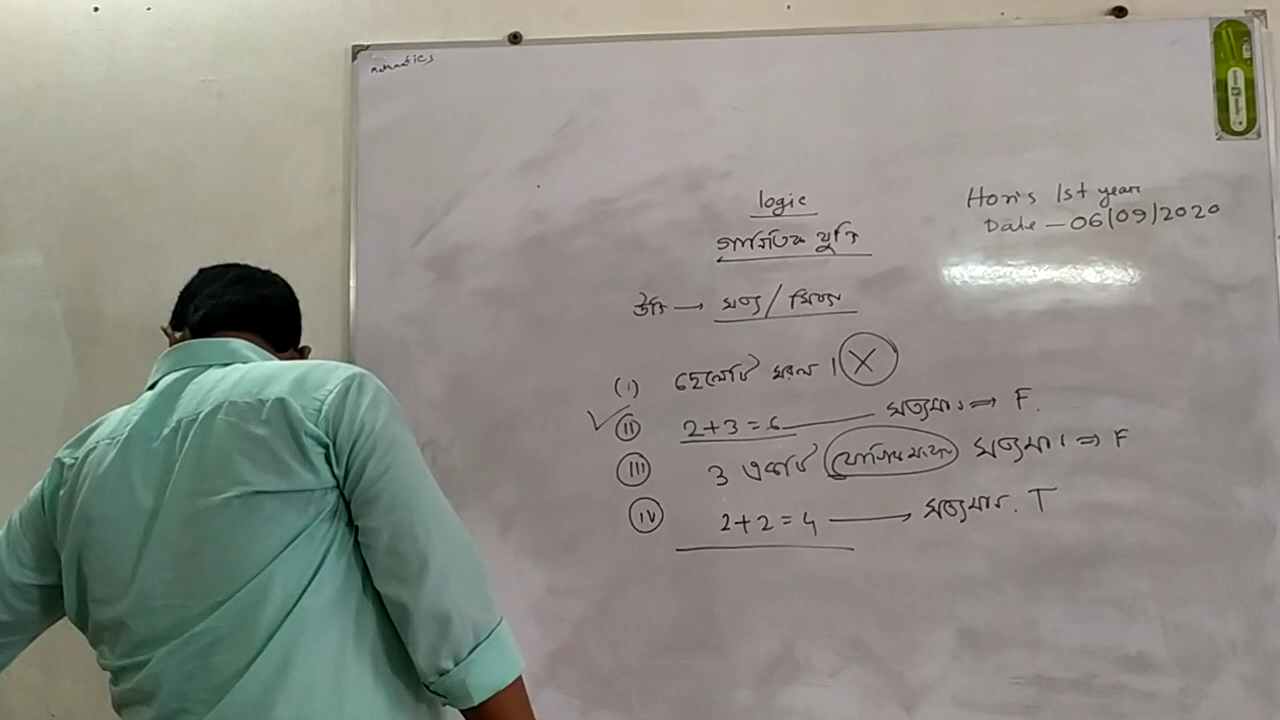 logic
গাণিতিক যুক্তি
Hon's 1st year
Date - 06/09/2020
উক্তি → সত্য / মিথ্যা
(i) ছেলেটি সরল । X
✓ (ii) 2+3=6 —— সত্যমান ⇒ F.
(iii) 3 একটি যৌগিক সংখ্যা সত্যমান ⇒ F
(iv) 2+2=4 ——→ সত্যমান. T